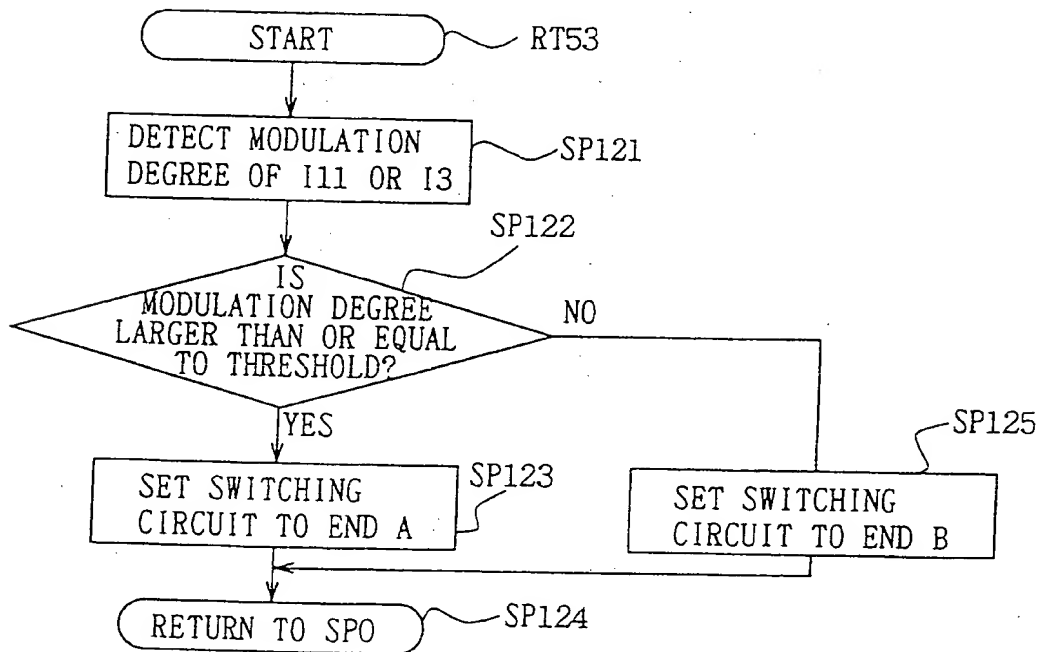 START
RT53
DETECT MODULATION
DEGREE OF I11 OR I3
SP121
SP122
IS
MODULATION DEGREE
LARGER THAN OR EQUAL
TO THRESHOLD?
NO
YES
SP125
SET SWITCHING
CIRCUIT TO END A
SP123
SET SWITCHING
CIRCUIT TO END B
RETURN TO SP0
SP124